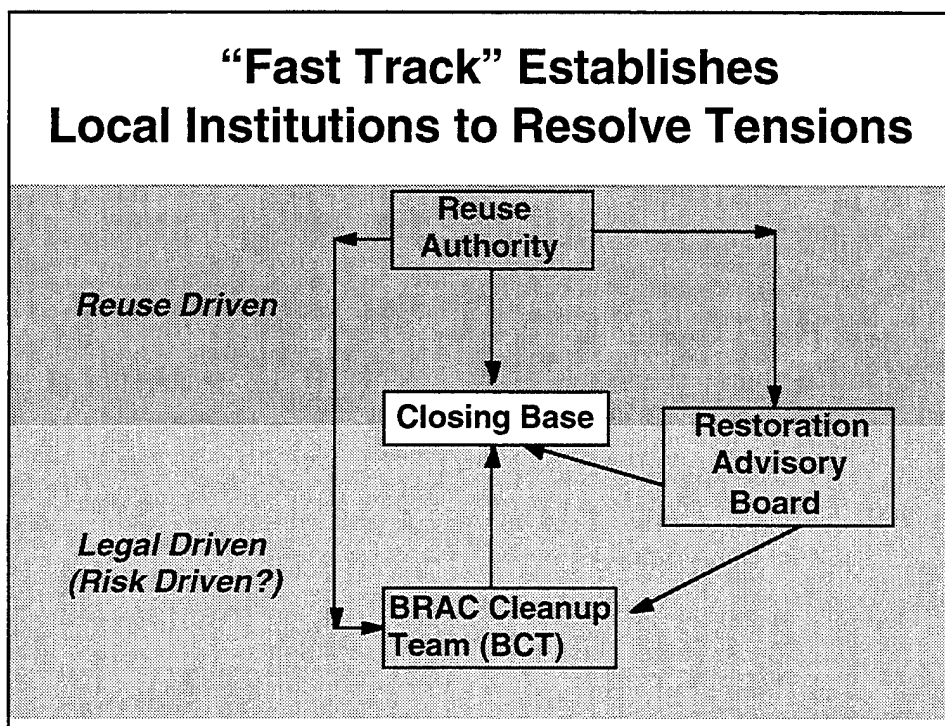 “Fast Track” Establishes
Local Institutions to Resolve Tensions
Reuse
Authority
Reuse Driven
Closing Base
Restoration
Advisory
Board
Legal Driven
(Risk Driven?)
BRAC Cleanup
Team (BCT)